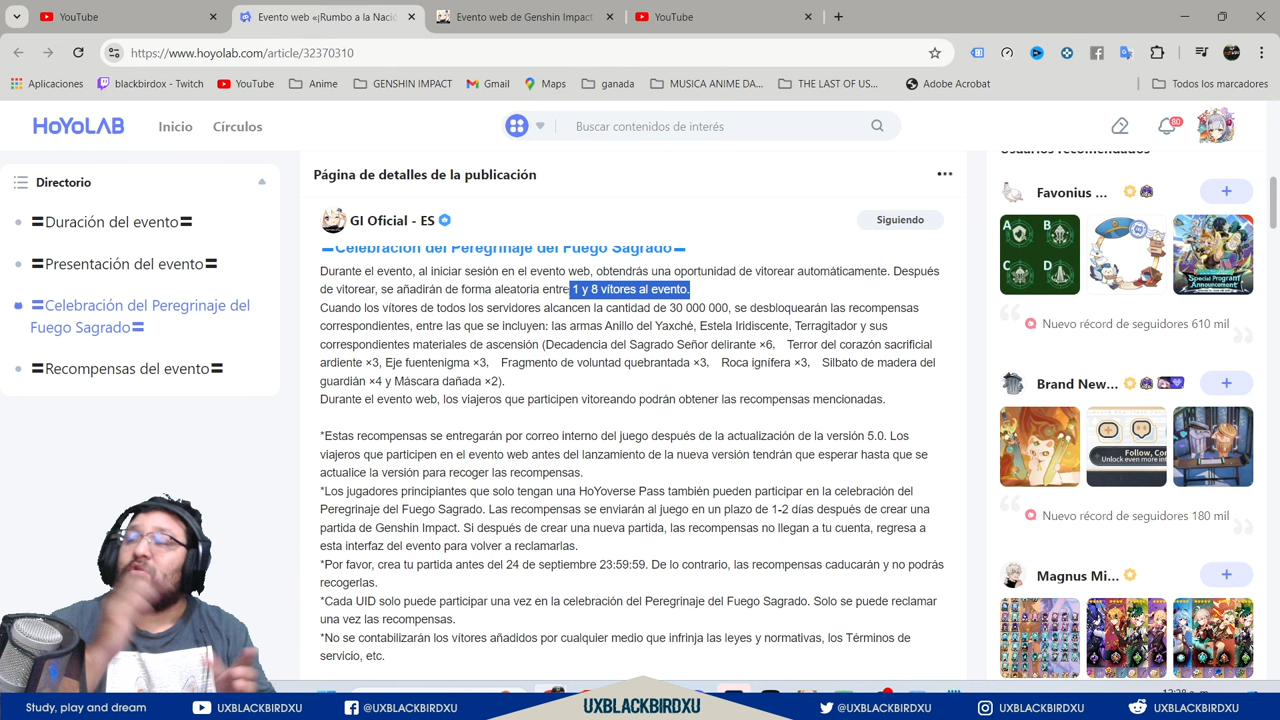 YouTube
Evento web «¡Rumbo a la Nació
Evento web de Genshin Impact
YouTube
https://www.hoyolab.com/article/32370310
Aplicaciones
blackbirdox - Twitch
YouTube
Anime
GENSHIN IMPACT
Gmail
Maps
ganada
MUSICA ANIME DA...
THE LAST OF US...
Adobe Acrobat
Todos los marcadores
HoYoLAB
Inicio
Círculos
Buscar contenidos de interés
80
Directorio
〓Duración del evento〓
〓Presentación del evento〓
〓Celebración del Peregrinaje del
Fuego Sagrado〓
〓Recompensas del evento〓
Página de detalles de la publicación
GI Oficial - ES
Siguiendo
〓Celebración del Peregrinaje del Fuego Sagrado〓
Durante el evento, al iniciar sesión en el evento web, obtendrás una oportunidad de vitorear automáticamente. Después
de vitorear, se añadirán de forma aleatoria entre 1 y 8 vítores al evento.
Cuando los vítores de todos los servidores alcancen la cantidad de 30 000 000, se desbloquearán las recompensas
correspondientes, entre las que se incluyen: las armas Anillo del Yaxché, Estela Iridiscente, Terragitador y sus
correspondientes materiales de ascensión (Decadencia del Sagrado Señor delirante ×6, Terror del corazón sacrificial
ardiente ×3, Eje fuentenigma ×3, Fragmento de voluntad quebrantada ×3, Roca ignífera ×3, Silbato de madera del
guardián ×4 y Máscara dañada ×2).
Durante el evento web, los viajeros que participen vitoreando podrán obtener las recompensas mencionadas.
*Estas recompensas se entregarán por correo interno del juego después de la actualización de la versión 5.0. Los
viajeros que participen en el evento web antes del lanzamiento de la nueva versión tendrán que esperar hasta que se
actualice la versión para recoger las recompensas.
*Los jugadores principiantes que solo tengan una HoYoverse Pass también pueden participar en la celebración del
Peregrinaje del Fuego Sagrado. Las recompensas se enviarán al juego en un plazo de 1-2 días después de crear una
partida de Genshin Impact. Si después de crear una nueva partida, las recompensas no llegan a tu cuenta, regresa a
esta interfaz del evento para volver a reclamarlas.
*Por favor, crea tu partida antes del 24 de septiembre 23:59:59. De lo contrario, las recompensas caducarán y no podrás
recogerlas.
*Cada UID solo puede participar una vez en la celebración del Peregrinaje del Fuego Sagrado. Solo se puede reclamar
una vez las recompensas.
*No se contabilizarán los vítores añadidos por cualquier medio que infrinja las leyes y normativas, los Términos de
servicio, etc.
Usuarios recomendados
Favonius ...
A
B
C
D
Special Program
Announcement
Nuevo récord de seguidores 610 mil
Brand New...
Follow, Co
Unlock even more in
Nuevo récord de seguidores 180 mil
Magnus Mi...
Study, play and dream
UXBLACKBIRDXU
@UXBLACKBIRDXU
UXBLACKBIRDXU
@UXBLACKBIRDXU
UXBLACKBIRDXU
UXBLACKBIRDXU